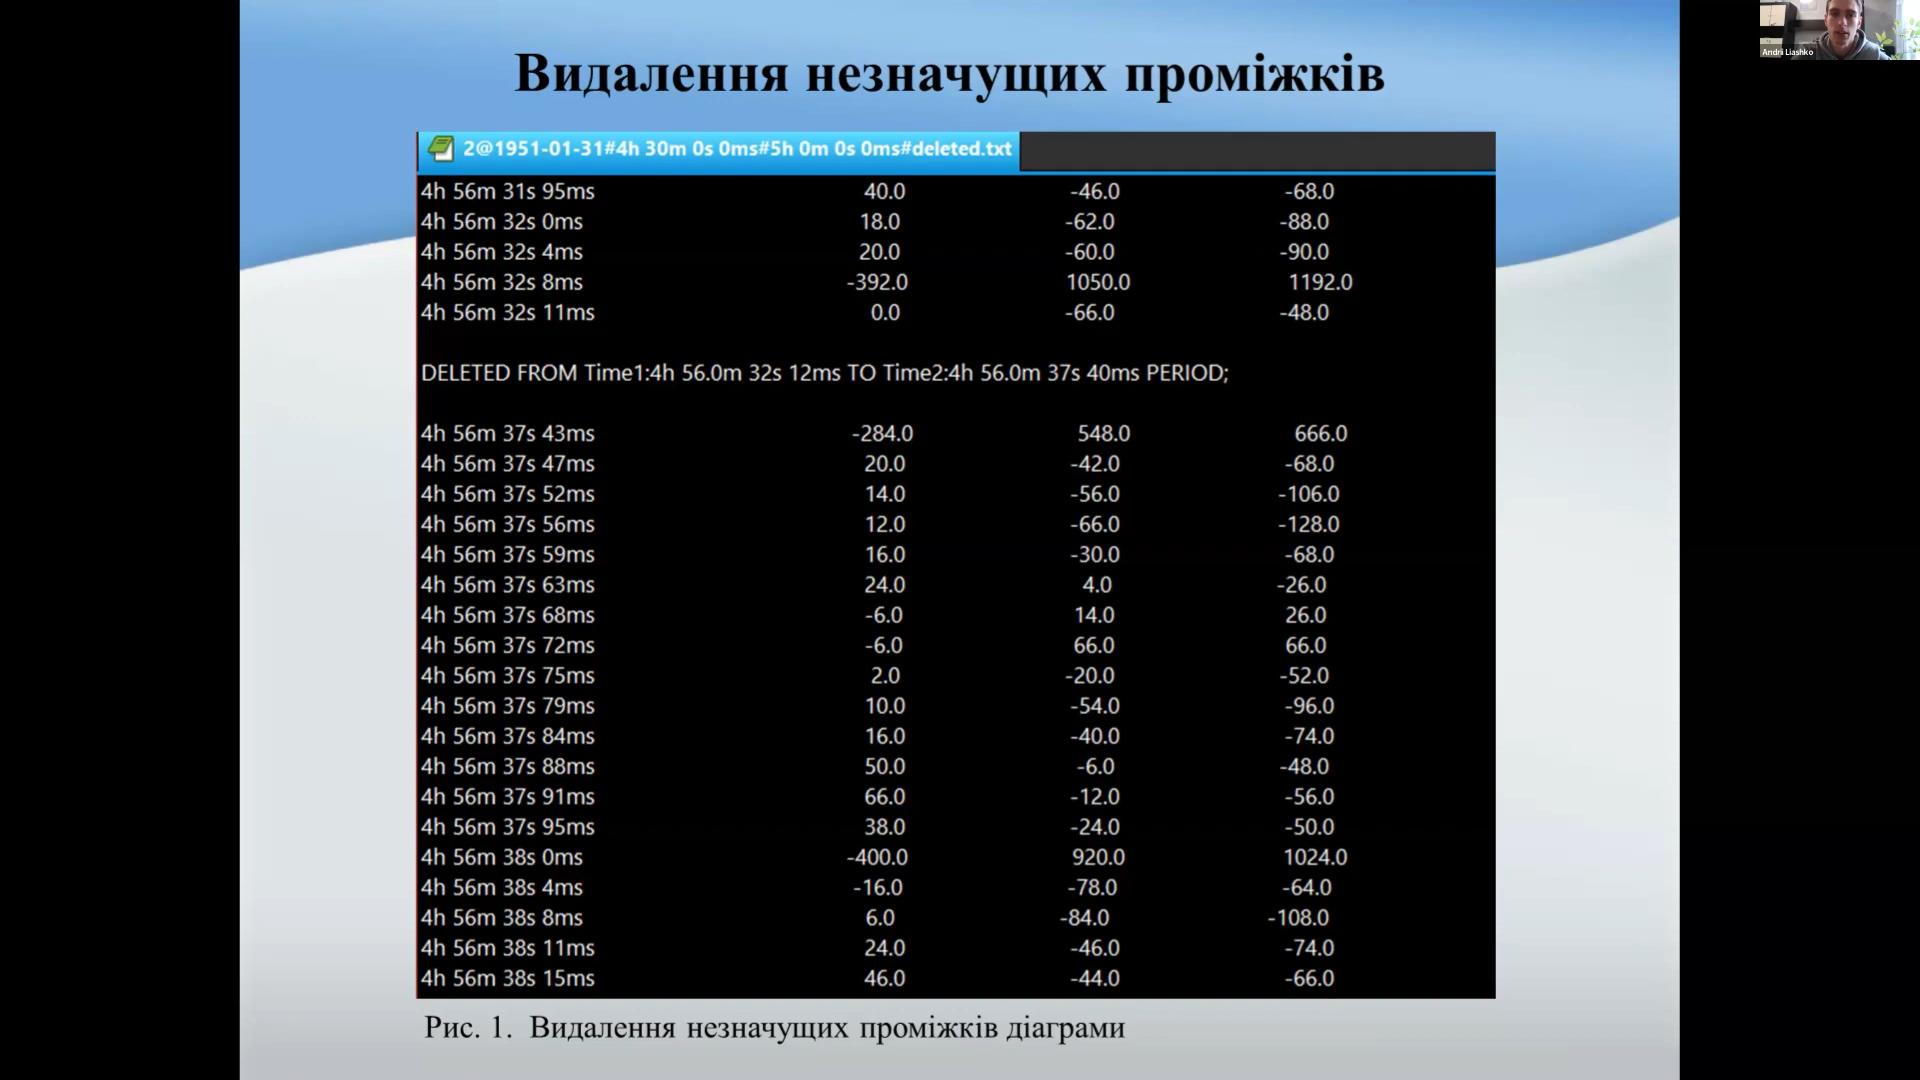 Видалення незначущих проміжків
Andrii Liashko
2@1951-01-31#4h 30m 0s 0ms#5h 0m 0s 0ms#deleted.txt
4h 56m 31s 95ms 40.0 -46.0 -68.0
4h 56m 32s 0ms 18.0 -62.0 -88.0
4h 56m 32s 4ms 20.0 -60.0 -90.0
4h 56m 32s 8ms -392.0 1050.0 1192.0
4h 56m 32s 11ms 0.0 -66.0 -48.0
DELETED FROM Time1:4h 56.0m 32s 12ms TO Time2:4h 56.0m 37s 40ms PERIOD;
4h 56m 37s 43ms -284.0 548.0 666.0
4h 56m 37s 47ms 20.0 -42.0 -68.0
4h 56m 37s 52ms 14.0 -56.0 -106.0
4h 56m 37s 56ms 12.0 -66.0 -128.0
4h 56m 37s 59ms 16.0 -30.0 -68.0
4h 56m 37s 63ms 24.0 4.0 -26.0
4h 56m 37s 68ms -6.0 14.0 26.0
4h 56m 37s 72ms -6.0 66.0 66.0
4h 56m 37s 75ms 2.0 -20.0 -52.0
4h 56m 37s 79ms 10.0 -54.0 -96.0
4h 56m 37s 84ms 16.0 -40.0 -74.0
4h 56m 37s 88ms 50.0 -6.0 -48.0
4h 56m 37s 91ms 66.0 -12.0 -56.0
4h 56m 37s 95ms 38.0 -24.0 -50.0
4h 56m 38s 0ms -400.0 920.0 1024.0
4h 56m 38s 4ms -16.0 -78.0 -64.0
4h 56m 38s 8ms 6.0 -84.0 -108.0
4h 56m 38s 11ms 24.0 -46.0 -74.0
4h 56m 38s 15ms 46.0 -44.0 -66.0
Рис. 1. Видалення незначущих проміжків діаграми